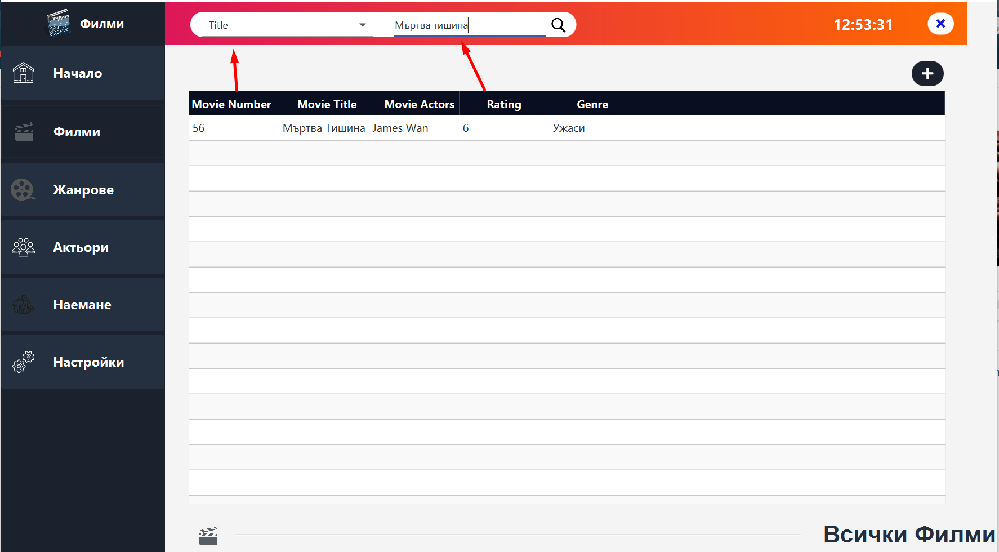 Филми
Title
Мъртва тишина
12:53:31
Начало
Филми
Жанрове
Актьори
Наемане
Настройки
Movie Number Movie Title Movie Actors Rating Genre
56 Мъртва Тишина James Wan 6 Ужаси
Всички Филми